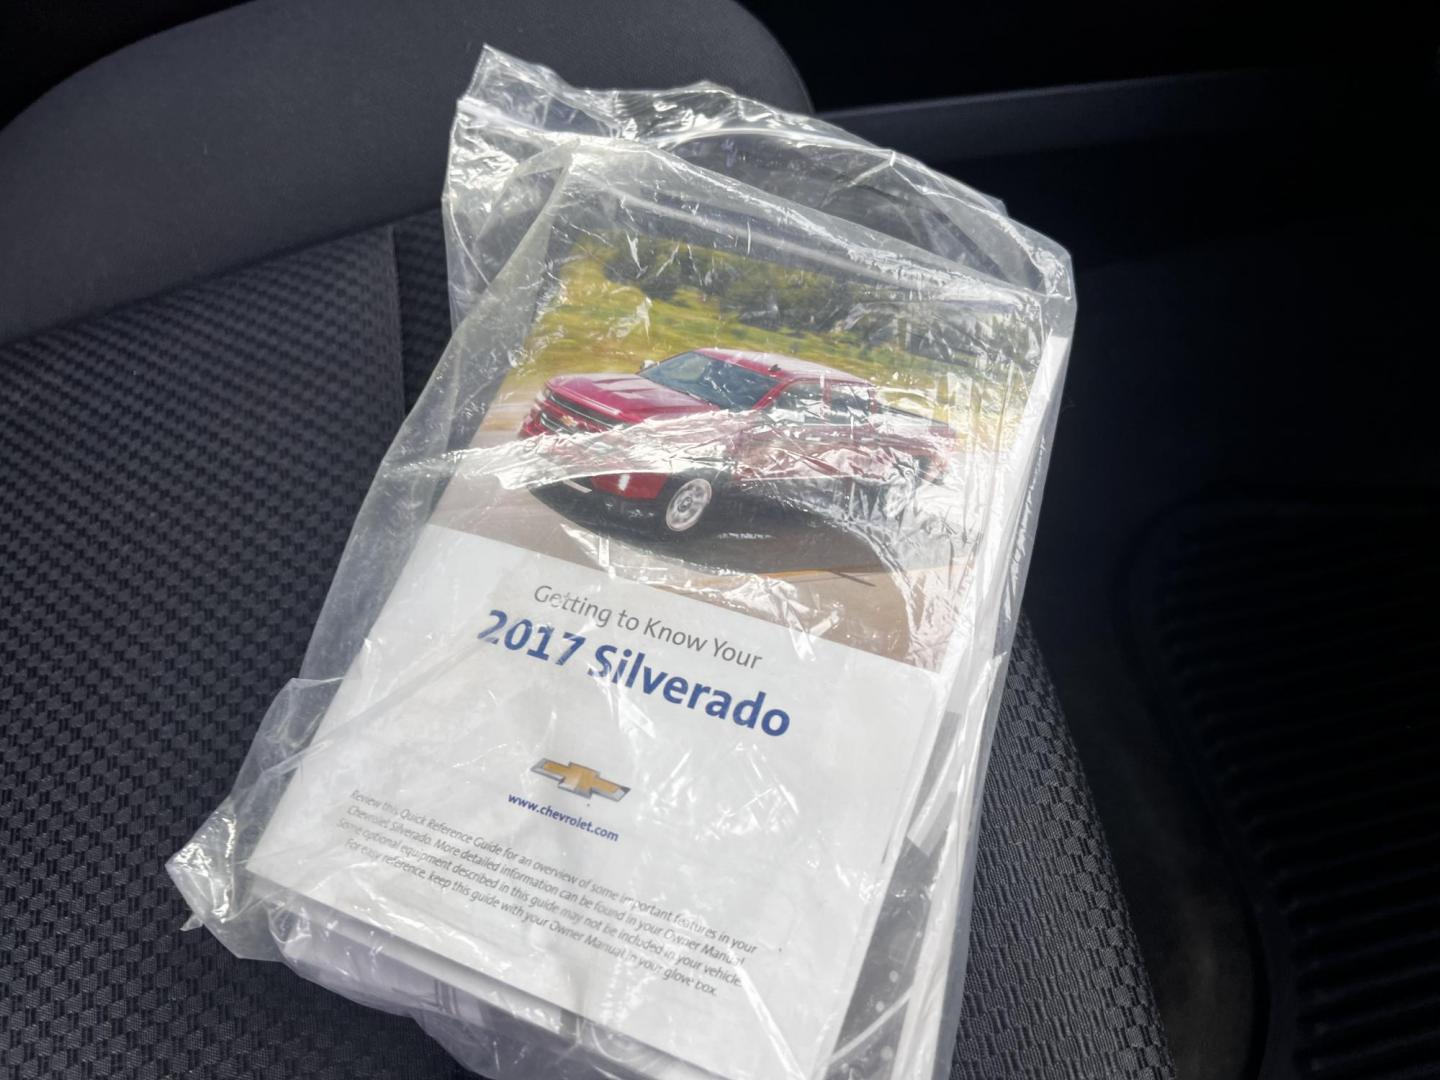 Getting to Know Your
2017 Silverado
www.chevrolet.com
Review this Quick Reference Guide for an overview of some important features in your
Chevrolet Silverado. More detailed information can be found in your Owner Manual.
Some optional equipment described in this guide may not be included in your vehicle.
For easy reference, keep this guide with your Owner Manual in your glove box.